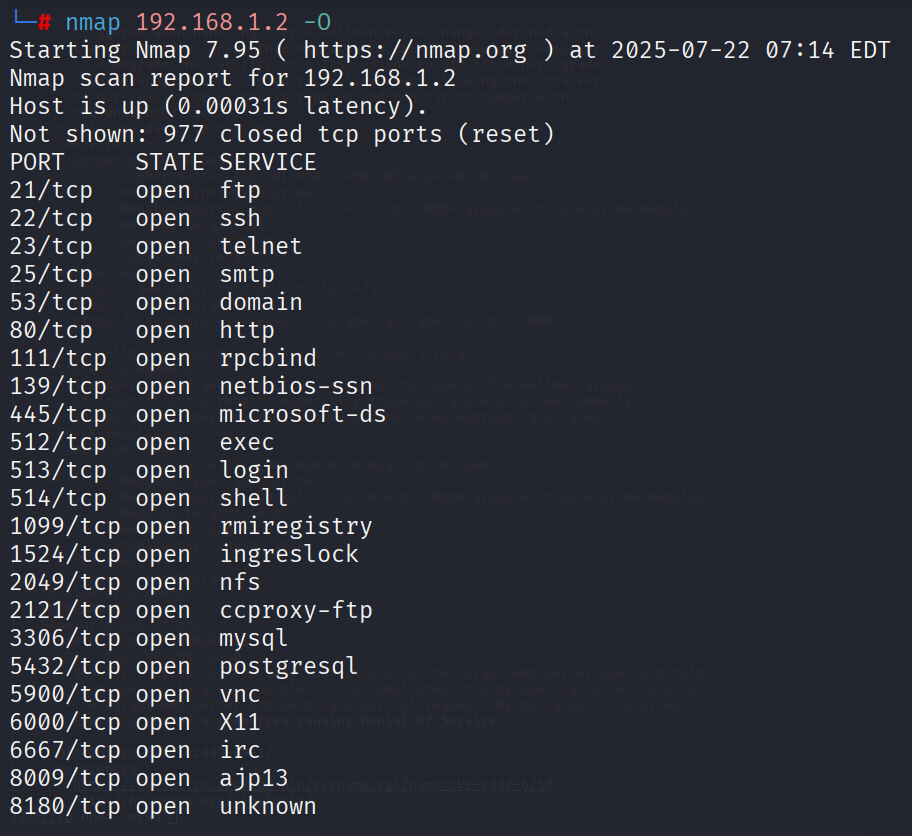 └─# nmap 192.168.1.2 -O
Starting Nmap 7.95 ( https://nmap.org ) at 2025-07-22 07:14 EDT
Nmap scan report for 192.168.1.2
Host is up (0.00031s latency).
Not shown: 977 closed tcp ports (reset)
PORT     STATE SERVICE
21/tcp   open  ftp
22/tcp   open  ssh
23/tcp   open  telnet
25/tcp   open  smtp
53/tcp   open  domain
80/tcp   open  http
111/tcp  open  rpcbind
139/tcp  open  netbios-ssn
445/tcp  open  microsoft-ds
512/tcp  open  exec
513/tcp  open  login
514/tcp  open  shell
1099/tcp open  rmiregistry
1524/tcp open  ingreslock
2049/tcp open  nfs
2121/tcp open  ccproxy-ftp
3306/tcp open  mysql
5432/tcp open  postgresql
5900/tcp open  vnc
6000/tcp open  X11
6667/tcp open  irc
8009/tcp open  ajp13
8180/tcp open  unknown